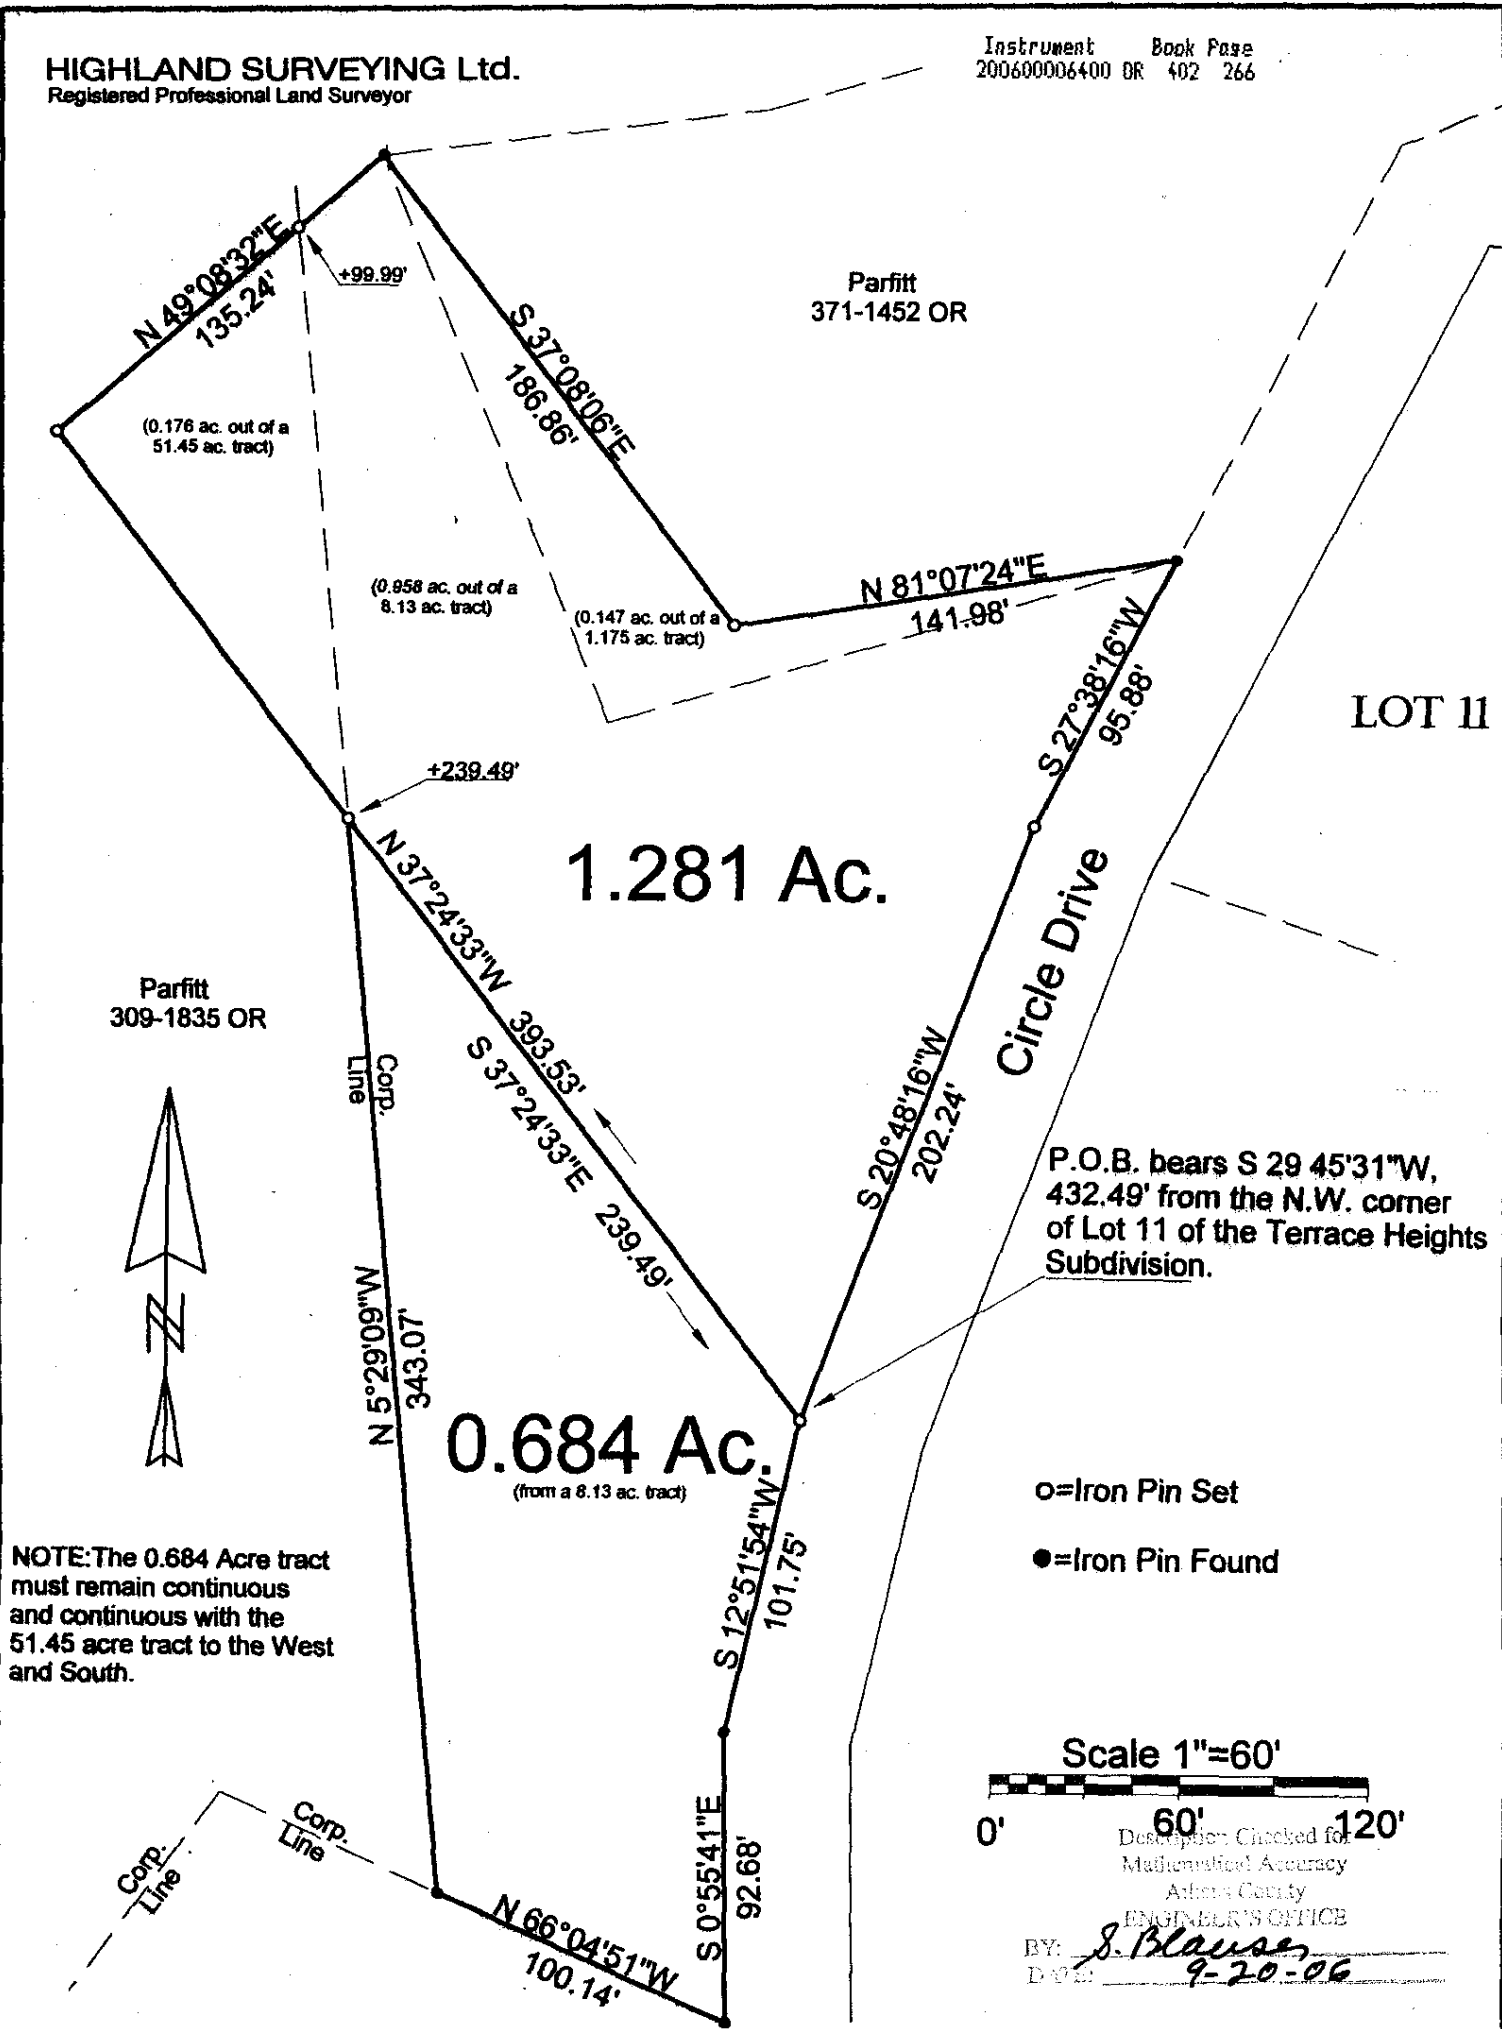 HIGHLAND SURVEYING Ltd.
Registered Professional Land Surveyor
Instrument Book Page
200600006400 OR 402 266
N 49°08'32"E
135.24'
+99.99'
S 37°08'06"E
186.86'
Parfitt
371-1452 OR
(0.176 ac. out of a
51.45 ac. tract)
(0.958 ac. out of a
8.13 ac. tract)
(0.147 ac. out of a
1.175 ac. tract)
N 81°07'24"E
141.98'
S 27°38'16"W
95.88'
LOT 11
+239.49'
1.281 Ac.
N 37°24'33"W 393.53'
S 37°24'33"E 239.49'
Circle Drive
Parfitt
309-1835 OR
Corp.
Line
S 20°48'16"W
202.24'
P.O.B. bears S 29 45'31"W,
432.49' from the N.W. corner
of Lot 11 of the Terrace Heights
Subdivision.
N
N 5°29'09"W
343.07'
0.684 Ac.
(from a 8.13 ac. tract)
S 12°51'54"W
101.75'
o=Iron Pin Set
●=Iron Pin Found
NOTE:The 0.684 Acre tract
must remain continuous
and continuous with the
51.45 acre tract to the West
and South.
Scale 1"=60'
0' 60' 120'
Corp.
Line
Corp.
Line
S 0°55'41"E
92.68'
N 66°04'51"W
100.14'
Description Checked for
Mathematical Accuracy
Athens County
ENGINEER'S OFFICE
BY: S. Blauser
DATE: 9-20-06